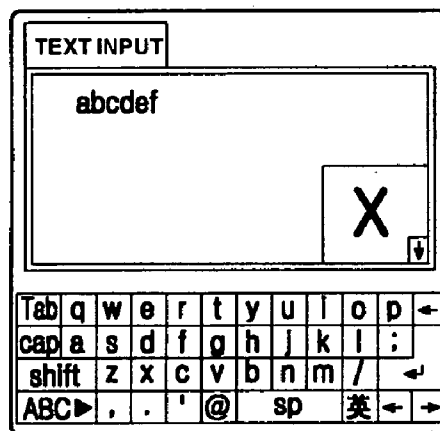 TEXT INPUT
abcdef
X
↓
Tab q w e r t y u i o p ←
cap a s d f g h j k l ;
shift z x c v b n m / ↵
ABC▶ , . ' @ sp 英 ← →